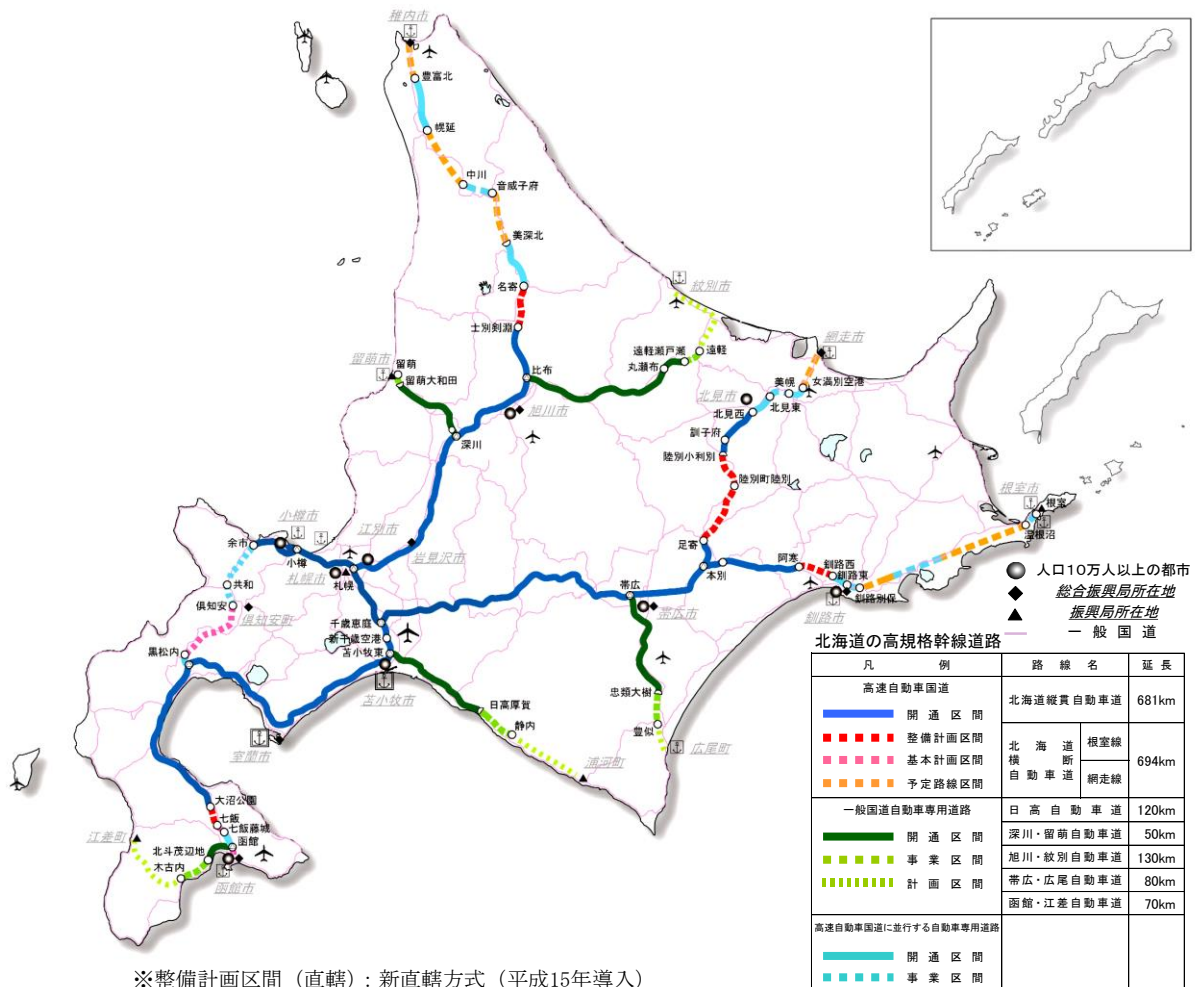 稚内市
豊富北
幌延
中川
音威子府
美深北
名寄
紋別市
士別剣淵
網走市
遠軽瀬戸瀬
遠軽
留萌市
留萌
丸瀬布
比布
留萌大和田
美幌
女満別空港
北見市
旭川市
北見東
北見西
深川
訓子府
陸別小利別
陸別町陸別
根室市
根室
温根沼
小樽市
江別市
余市
岩見沢市
小樽
足寄
札幌市
札幌
阿寒
釧路西
本別
釧路東
共和
帯広
釧路別保
倶知安
倶知安町
帯広市
釧路市
千歳恵庭
新千歳空港
黒松内
苫小牧東
苫小牧市
忠類大樹
日高厚賀
静内
豊似
室蘭市
浦河町
広尾町
大沼公園
七飯
七飯藤城
江差町
函館
北斗茂辺地
木古内
函館市
人口10万人以上の都市
総合振興局所在地
振興局所在地
一般国道
北海道の高規格幹線道路
凡例 路線名 延長
高速自動車国道
開通区間
整備計画区間
基本計画区間
予定路線区間
北海道縦貫自動車道 681km
北海道横断自動車道 根室線 網走線 694km
一般国道自動車専用道路
開通区間
事業区間
計画区間
日高自動車道 120km
深川・留萌自動車道 50km
旭川・紋別自動車道 130km
帯広・広尾自動車道 80km
函館・江差自動車道 70km
高速自動車国道に並行する自動車専用道路
開通区間
事業区間
※整備計画区間（直轄）：新直轄方式（平成15年導入）